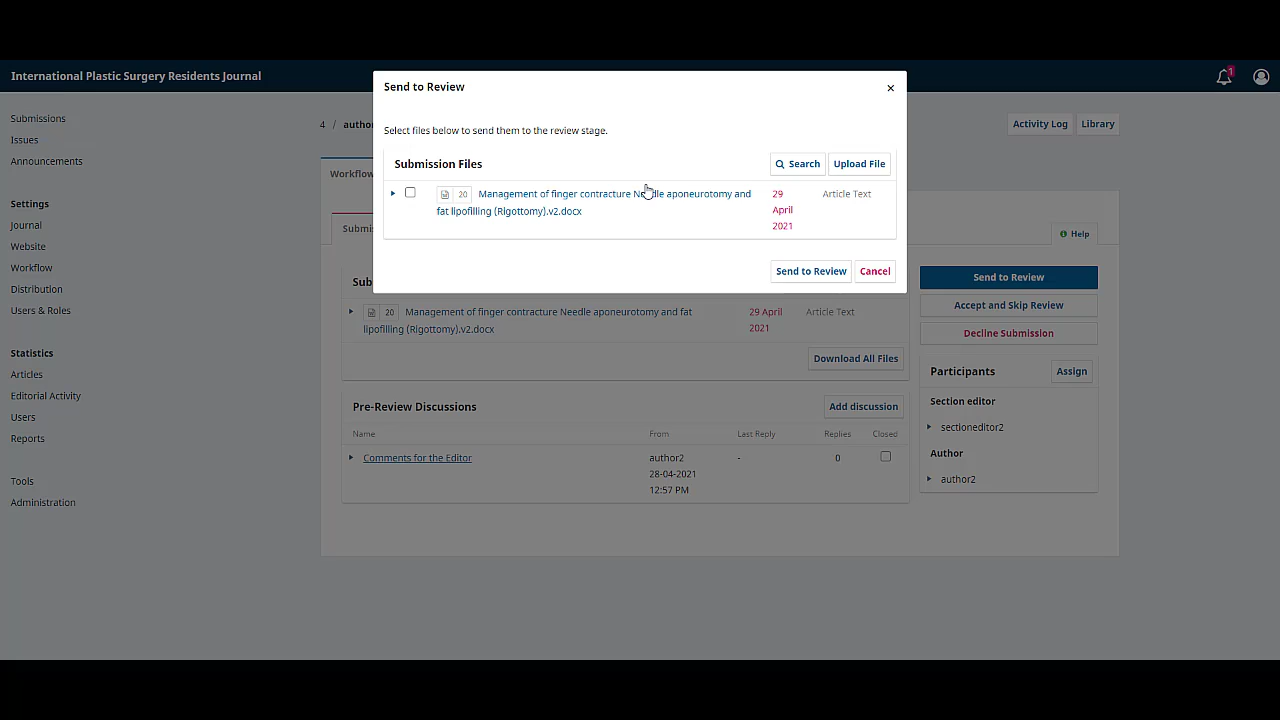 International Plastic Surgery Residents Journal
1
Submissions
Issues
Announcements
Settings
Journal
Website
Workflow
Distribution
Users & Roles
Statistics
Articles
Editorial Activity
Users
Reports
Tools
Administration
4 /
Activity Log
Library
Send to Review
×
Select files below to send them to the review stage.
Submission Files
Search
Upload File
20 Management of finger contracture Needle aponeurotomy and
fat lipofilling (Rigottomy).v2.docx
29
April
2021
Article Text
Send to Review
Cancel
Help
20 Management of finger contracture Needle aponeurotomy and fat
lipofilling (Rigottomy).v2.docx
29 April
2021
Article Text
Download All Files
Pre-Review Discussions
Add discussion
Name
From
Last Reply
Replies
Closed
Comments for the Editor
author2
28-04-2021
12:57 PM
-
0
Send to Review
Accept and Skip Review
Decline Submission
Participants
Assign
Section editor
sectioneditor2
Author
author2